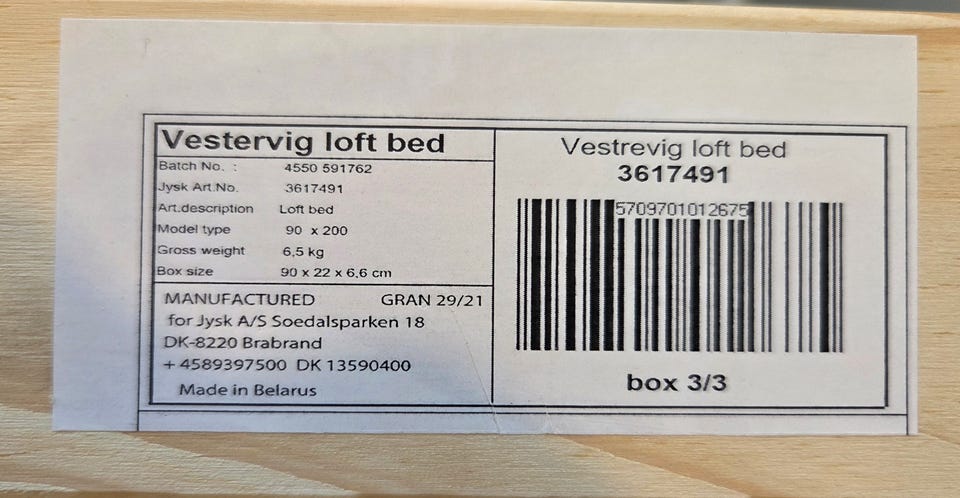 Vestervig loft bed
Batch No. : 4550 591762
Jysk Art.No. 3617491
Art.description Loft bed
Model type 90 x 200
Gross weight 6,5 kg
Box size 90 x 22 x 6,6 cm
MANUFACTURED GRAN 29/21
for Jysk A/S Soedalsparken 18
DK-8220 Brabrand
+ 4589397500 DK 13590400
Made in Belarus
Vestrevig loft bed
3617491
5709701012675
box 3/3